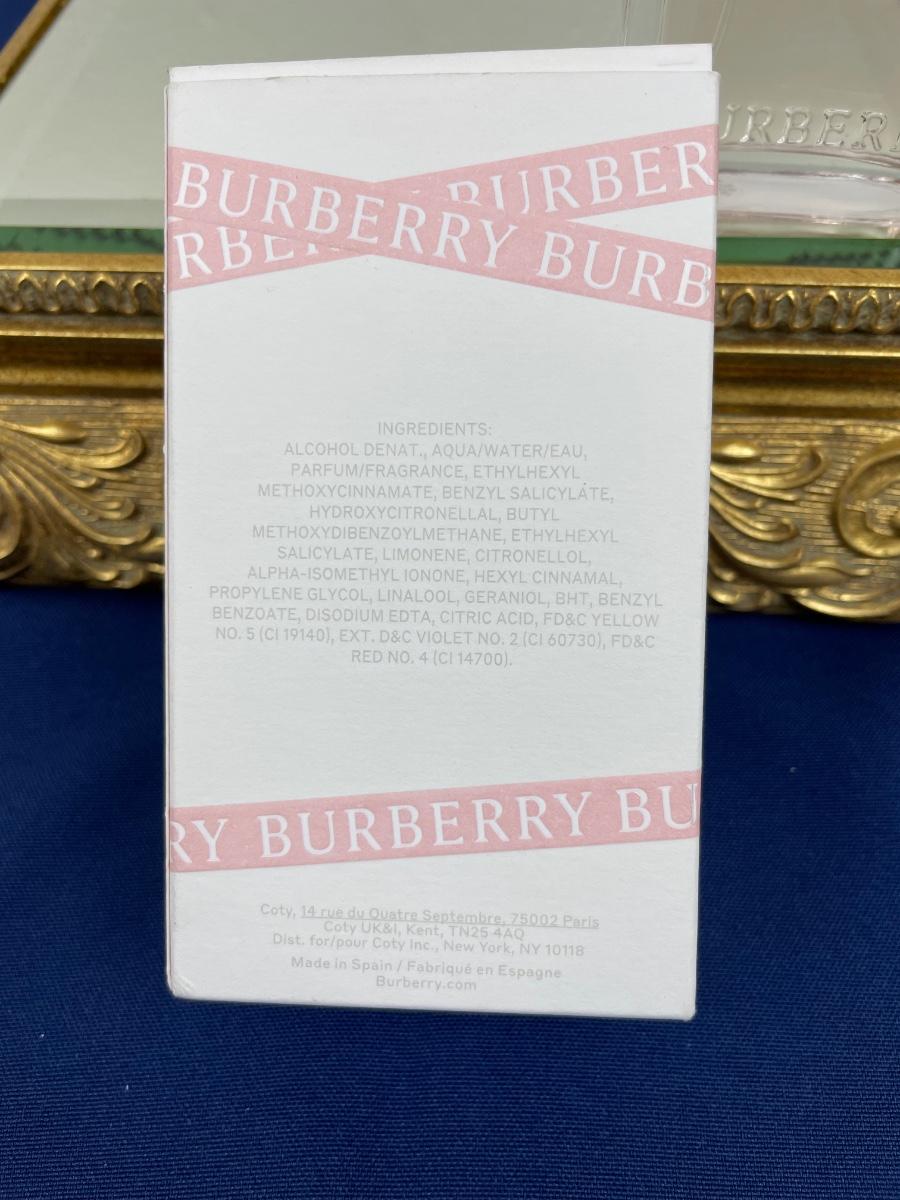 BURBERRY BURB
BURBER
RBE
INGREDIENTS:
ALCOHOL DENAT., AQUA/WATER/EAU,
PARFUM/FRAGRANCE, ETHYLHEXYL
METHOXYCINNAMATE, BENZYL SALICYLATE,
HYDROXYCITRONELLAL, BUTYL
METHOXYDIBENZOYLMETHANE, ETHYLHEXYL
SALICYLATE, LIMONENE, CITRONELLOL,
ALPHA-ISOMETHYL IONONE, HEXYL CINNAMAL,
PROPYLENE GLYCOL, LINALOOL, GERANIOL, BHT, BENZYL
BENZOATE, DISODIUM EDTA, CITRIC ACID, FD&C YELLOW
NO. 5 (CI 19140), EXT. D&C VIOLET NO. 2 (CI 60730), FD&C
RED NO. 4 (CI 14700).
RY BURBERRY BU
Coty, 14 rue du Quatre Septembre, 75002 Paris
Coty UK&I, Kent, TN25 4AQ
Dist. for/pour Coty Inc., New York, NY 10118
Made in Spain / Fabriqué en Espagne
Burberry.com
URBER